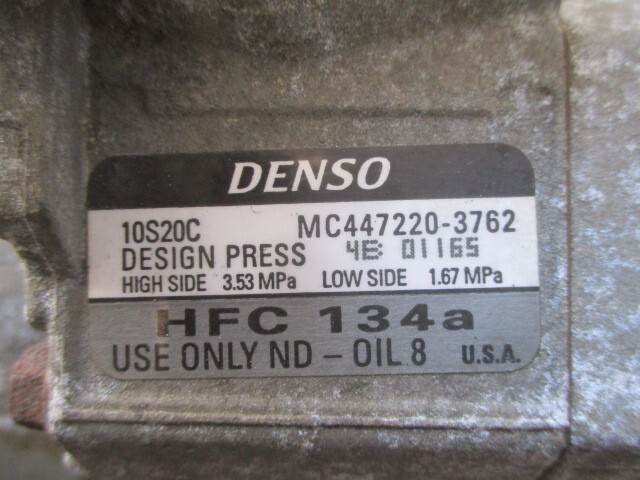 DENSO
10S20C MC447220-3762
DESIGN PRESS 4E 01165
HIGH SIDE 3.53 MPa LOW SIDE 1.67 MPa
HFC 134a
USE ONLY ND - OIL 8 U.S.A.